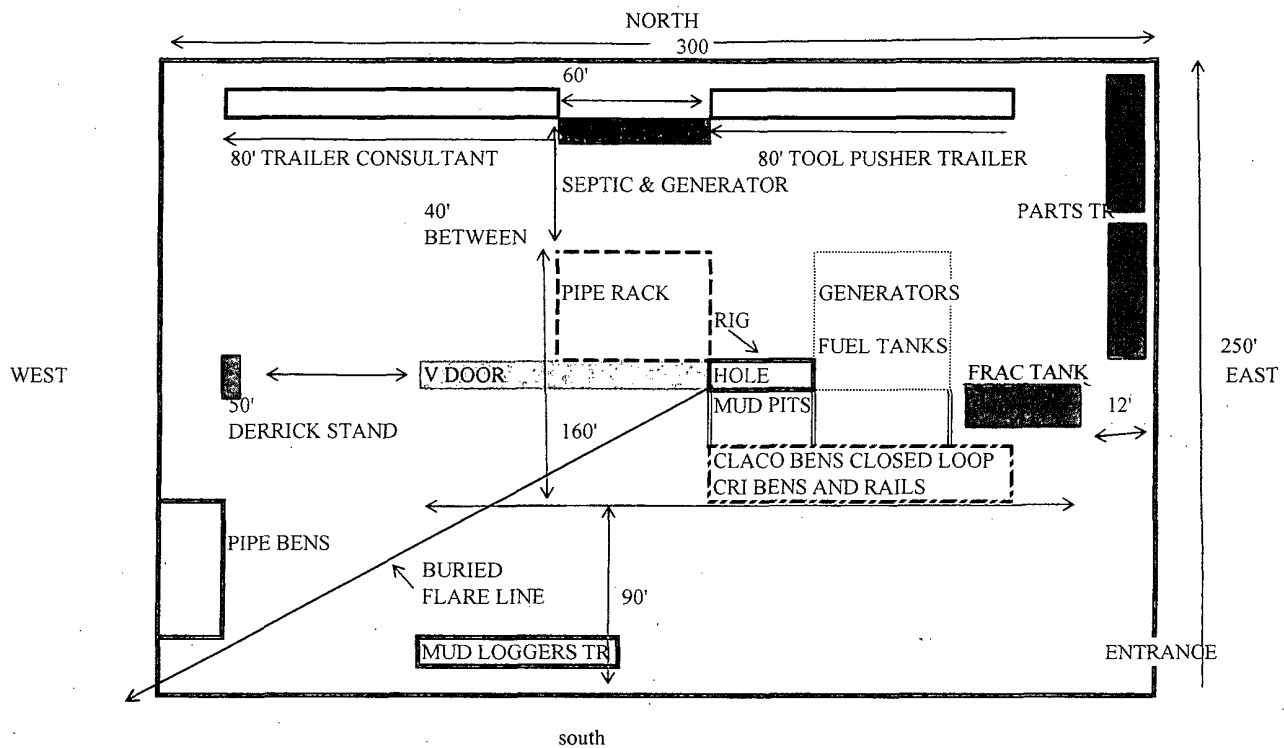 NORTH
300
60'
80' TRAILER CONSULTANT
80' TOOL PUSHER TRAILER
SEPTIC & GENERATOR
40'
BETWEEN
PARTS TR
PIPE RACK
GENERATORS
RIG
FUEL TANKS
250'
EAST
WEST
V DOOR
HOLE
FRAC TANK
50'
DERRICK STAND
MUD PITS
12'
160'
CLACO BENS CLOSED LOOP
CRI BENS AND RAILS
PIPE BENS
BURIED
FLARE LINE
90'
MUD LOGGERS TR
ENTRANCE
south